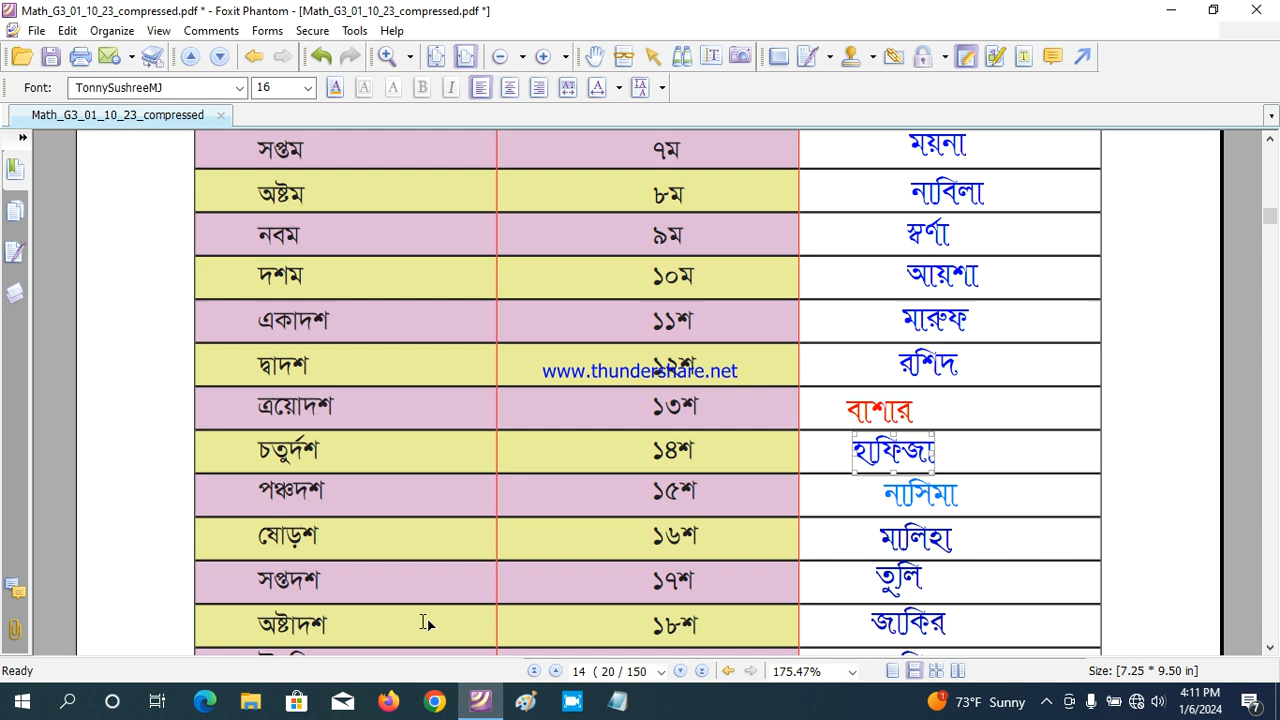 Math_G3_01_10_23_compressed.pdf * - Foxit Phantom - [Math_G3_01_10_23_compressed.pdf *]
File Edit Organize View Comments Forms Secure Tools Help
Font: TonnySushreeMJ 16 B I
Math_G3_01_10_23_compressed
সপ্তম ৭ম ময়না
অষ্টম ৮ম নাবিলা
নবম ৯ম স্বর্ণা
দশম ১০ম আয়শা
একাদশ ১১শ মারুফ
দ্বাদশ ১২শ রশিদ
www.thundershare.net
ত্রয়োদশ ১৩শ বাশার
চতুর্দশ ১৪শ হাফিজা
পঞ্চদশ ১৫শ নাসিমা
ষোড়শ ১৬শ মালিহা
সপ্তদশ ১৭শ তুলি
অষ্টাদশ ১৮শ জাকির
Ready 14 ( 20 / 150 ) 175.47% Size: [7.25 * 9.50 in]
1 73°F Sunny 4:11 PM
1/6/2024 7